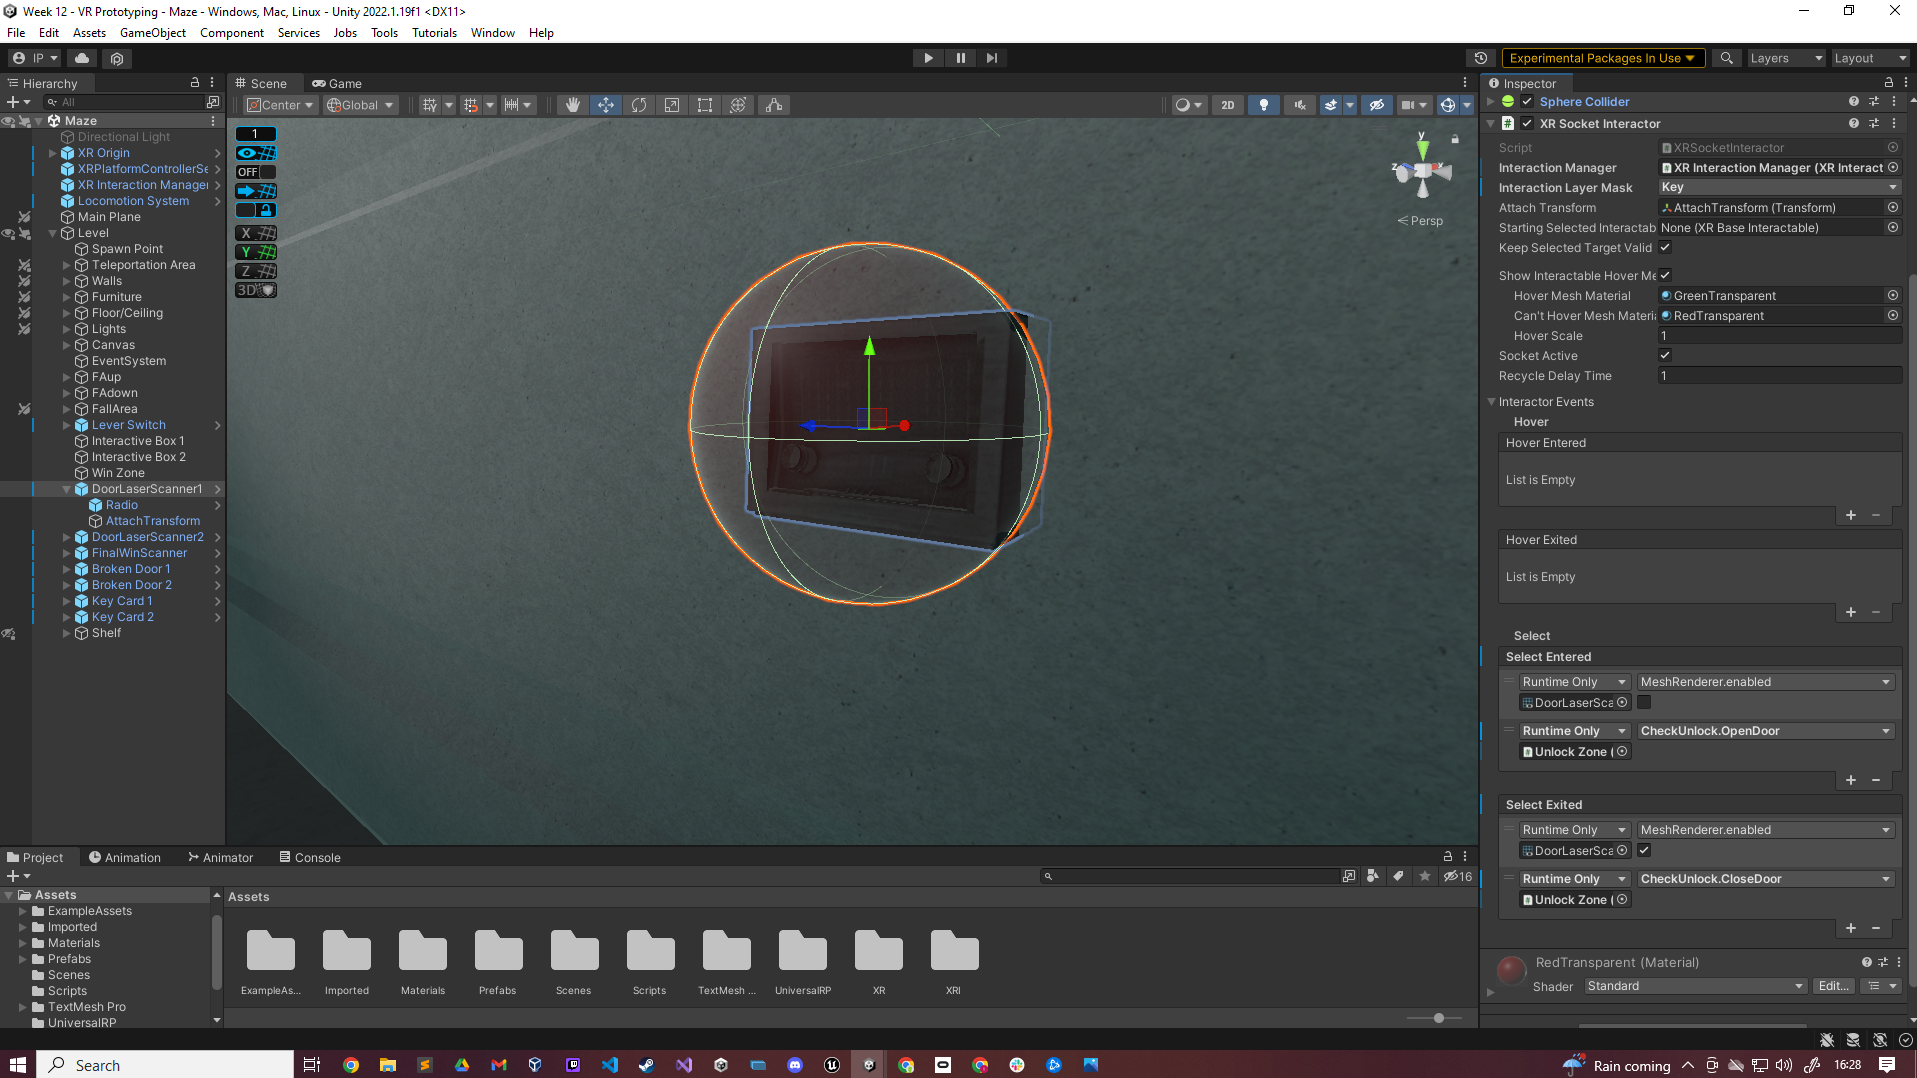 Week 12 - VR Prototyping - Maze - Windows, Mac, Linux - Unity 2022.1.19f1 <DX11>
File Edit Assets GameObject Component Services Jobs Tools Tutorials Window Help
IP
Experimental Packages In Use
Layers
Layout
Hierarchy
All
Maze
Directional Light
XR Origin
XRPlatformControllerSe
XR Interaction Manager
Locomotion System
Main Plane
Level
Spawn Point
Teleportation Area
Walls
Furniture
Floor/Ceiling
Lights
Canvas
EventSystem
FAup
FAdown
FallArea
Lever Switch
Interactive Box 1
Interactive Box 2
Win Zone
DoorLaserScanner1
Radio
AttachTransform
DoorLaserScanner2
FinalWinScanner
Broken Door 1
Broken Door 2
Key Card 1
Key Card 2
Shelf
Scene Game
Center Global
2D
1
OFF
X
Y
Z
3D
y
x
z
Persp
Inspector
Sphere Collider
XR Socket Interactor
Script XRSocketInteractor
Interaction Manager XR Interaction Manager (XR Interact
Interaction Layer Mask Key
Attach Transform AttachTransform (Transform)
Starting Selected Interactab None (XR Base Interactable)
Keep Selected Target Valid
Show Interactable Hover Me
Hover Mesh Material GreenTransparent
Can't Hover Mesh Materia RedTransparent
Hover Scale 1
Socket Active
Recycle Delay Time 1
Interactor Events
Hover
Hover Entered
List is Empty
+ −
Hover Exited
List is Empty
+ −
Select
Select Entered
Runtime Only MeshRenderer.enabled
DoorLaserSca
Runtime Only CheckUnlock.OpenDoor
Unlock Zone (
+ −
Select Exited
Runtime Only MeshRenderer.enabled
DoorLaserSca
Runtime Only CheckUnlock.CloseDoor
Unlock Zone (
+ −
RedTransparent (Material)
Shader Standard Edit...
Project Animation Animator Console
16
Assets
ExampleAssets
Imported
Materials
Prefabs
Scenes
Scripts
TextMesh Pro
UniversalRP
Assets
ExampleAs... Imported Materials Prefabs Scenes Scripts TextMesh ... UniversalRP XR XRI
Search
Rain coming
16:28